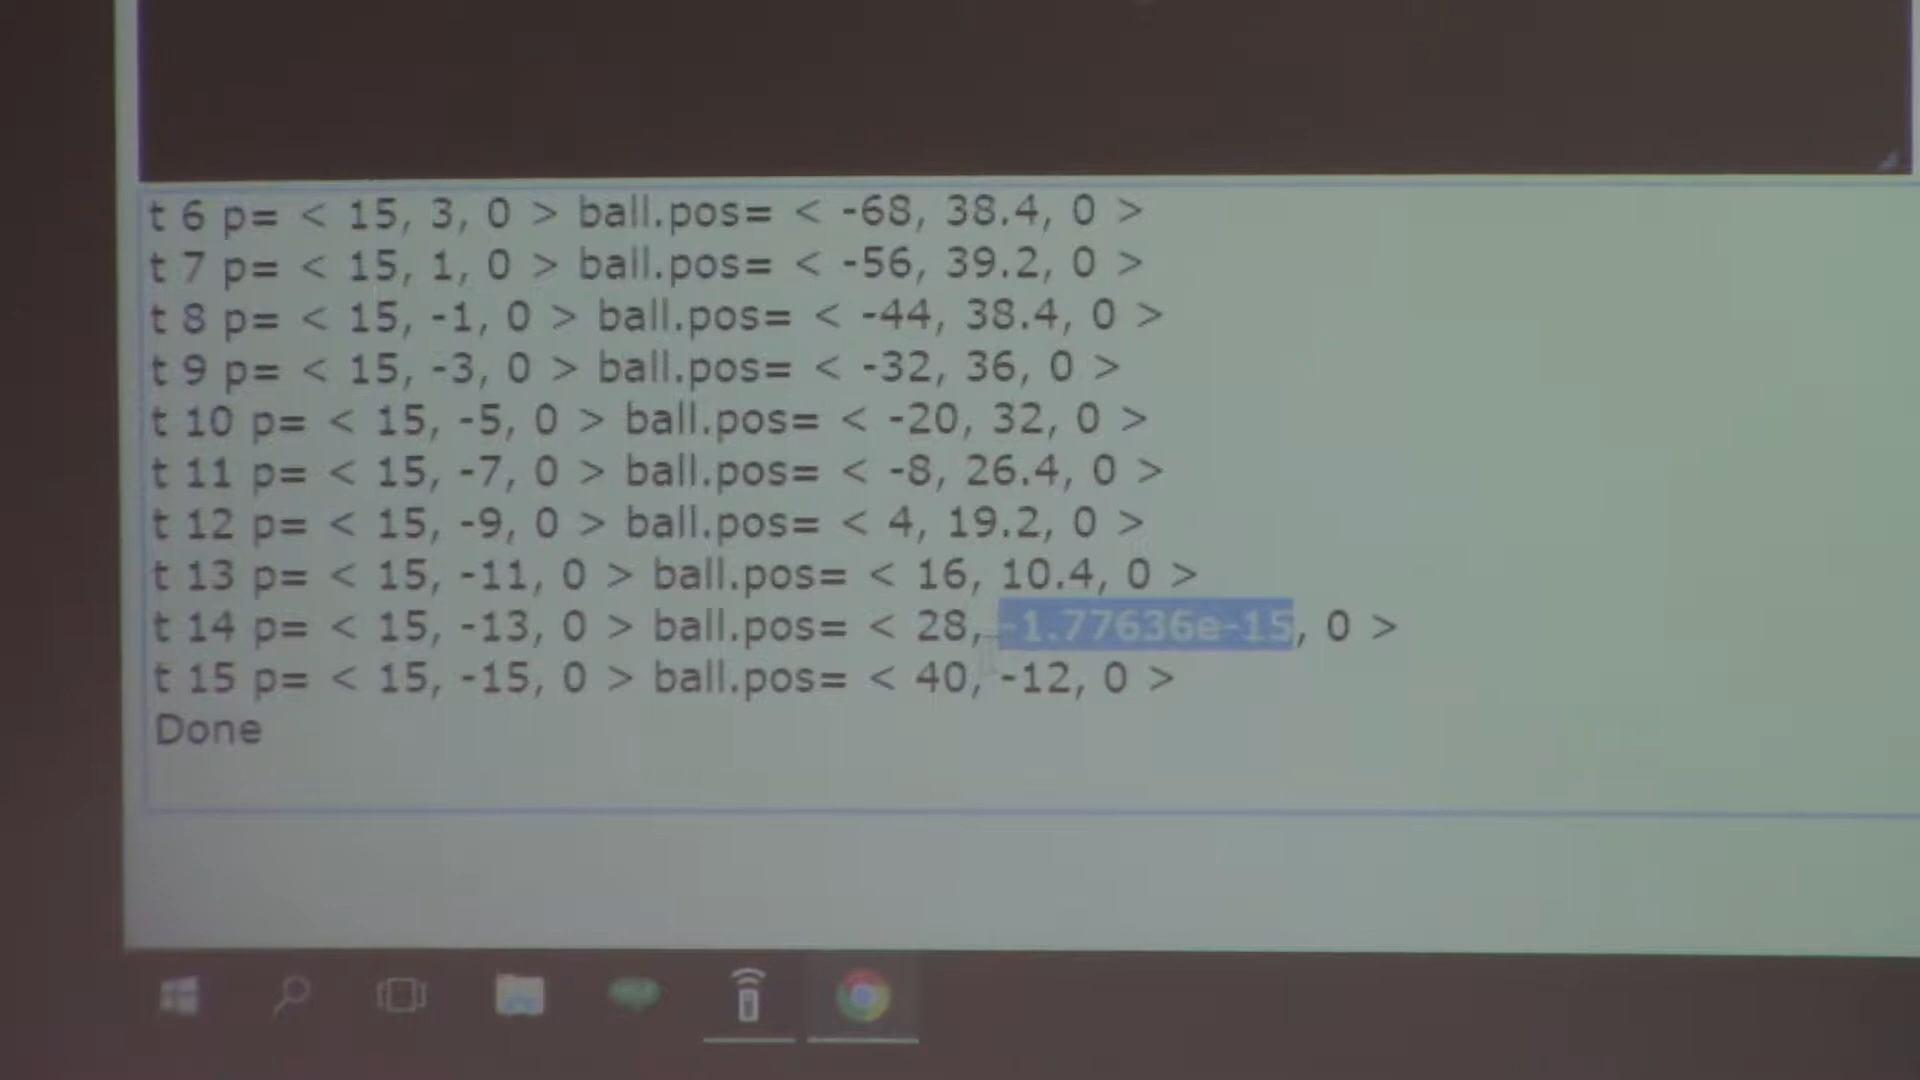 t 6 p= < 15, 3, 0 > ball.pos= < -68, 38.4, 0 >
t 7 p= < 15, 1, 0 > ball.pos= < -56, 39.2, 0 >
t 8 p= < 15, -1, 0 > ball.pos= < -44, 38.4, 0 >
t 9 p= < 15, -3, 0 > ball.pos= < -32, 36, 0 >
t 10 p= < 15, -5, 0 > ball.pos= < -20, 32, 0 >
t 11 p= < 15, -7, 0 > ball.pos= < -8, 26.4, 0 >
t 12 p= < 15, -9, 0 > ball.pos= < 4, 19.2, 0 >
t 13 p= < 15, -11, 0 > ball.pos= < 16, 10.4, 0 >
t 14 p= < 15, -13, 0 > ball.pos= < 28, -1.77636e-15, 0 >
t 15 p= < 15, -15, 0 > ball.pos= < 40, -12, 0 >
Done